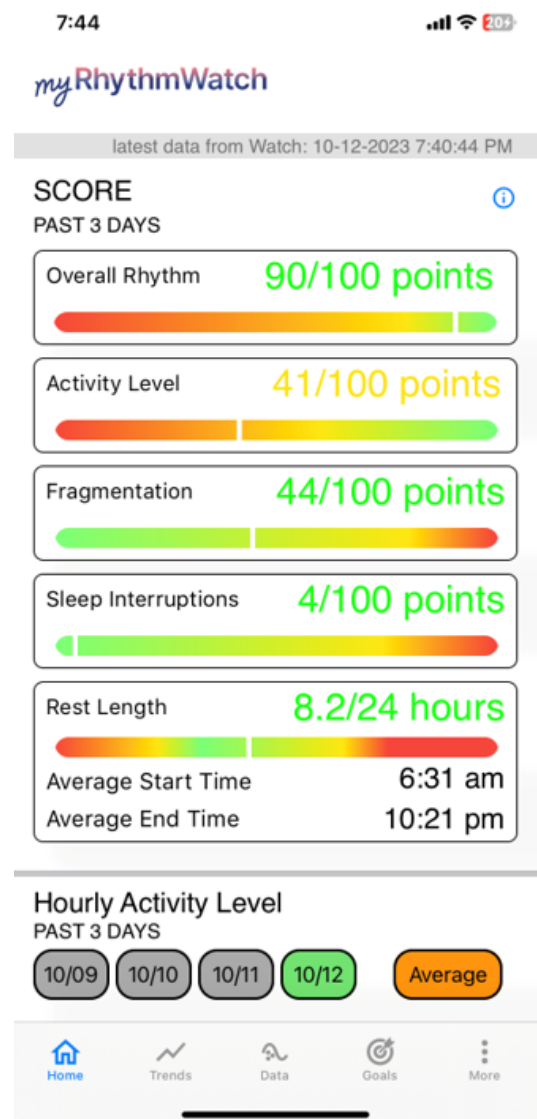 7:44
20
myRhythmWatch
latest data from Watch: 10-12-2023 7:40:44 PM
SCORE
PAST 3 DAYS
Overall Rhythm 90/100 points
Activity Level 41/100 points
Fragmentation 44/100 points
Sleep Interruptions 4/100 points
Rest Length 8.2/24 hours
Average Start Time 6:31 am
Average End Time 10:21 pm
Hourly Activity Level
PAST 3 DAYS
10/09 10/10 10/11 10/12 Average
Home Trends Data Goals More